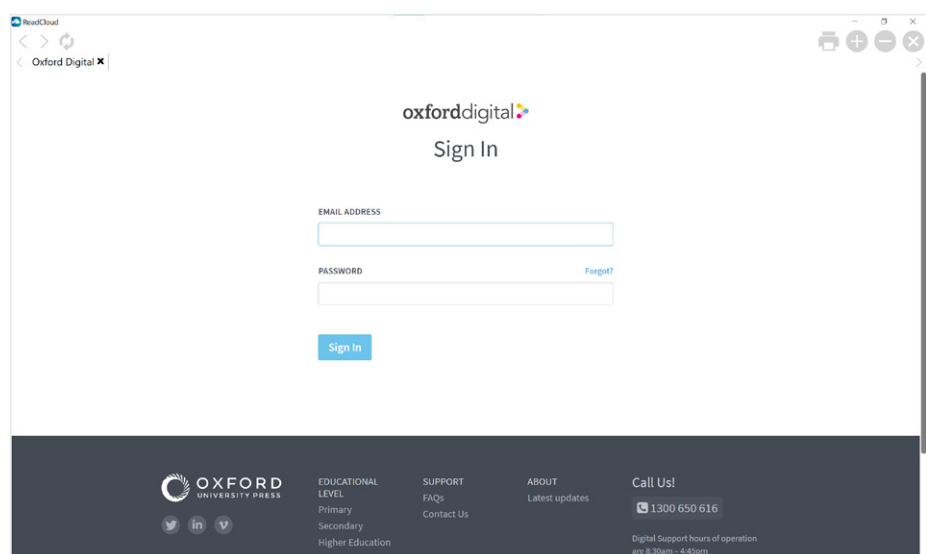 ReadCloud
Oxford Digital
oxforddigital
Sign In
EMAIL ADDRESS
PASSWORD
Forgot?
Sign In
OXFORD
UNIVERSITY PRESS
EDUCATIONAL
LEVEL
Primary
Secondary
Higher Education
SUPPORT
FAQs
Contact Us
ABOUT
Latest updates
Call Us!
1300 650 616
Digital Support hours of operation
are 8:30am – 4:45pm